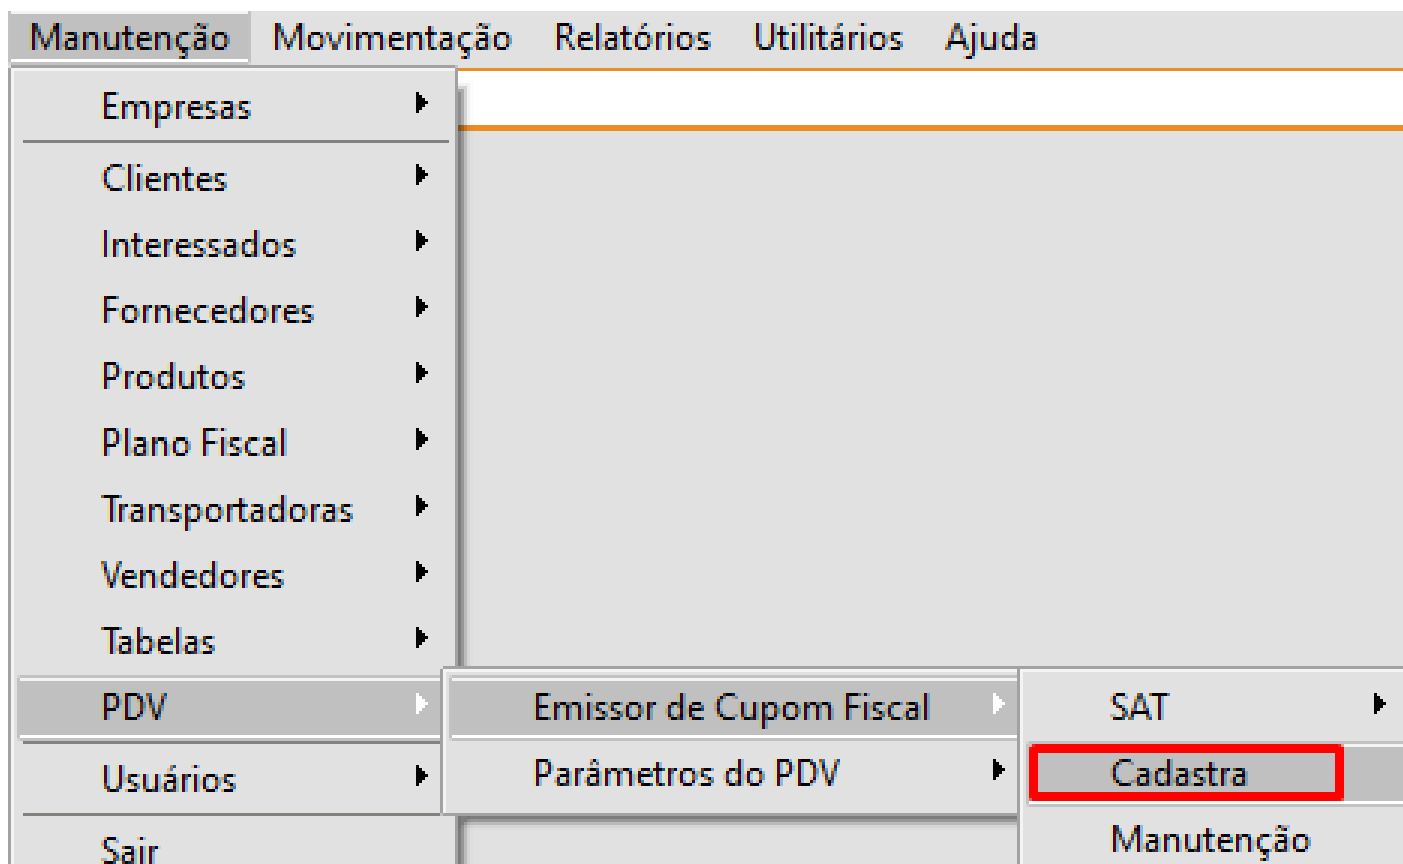 Manutenção Movimentação Relatórios Utilitários Ajuda
Empresas
Clientes
Interessados
Fornecedores
Produtos
Plano Fiscal
Transportadoras
Vendedores
Tabelas
PDV Emissor de Cupom Fiscal SAT
Usuários Parâmetros do PDV Cadastra
Sair Manutenção